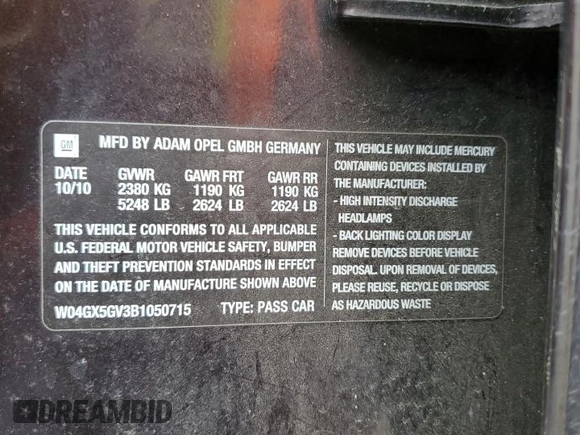 GM
MFD BY ADAM OPEL GMBH GERMANY
DATE GVWR GAWR FRT GAWR RR
10/10 2380 KG 1190 KG 1190 KG
5248 LB 2624 LB 2624 LB
THIS VEHICLE CONFORMS TO ALL APPLICABLE
U.S. FEDERAL MOTOR VEHICLE SAFETY, BUMPER
AND THEFT PREVENTION STANDARDS IN EFFECT
ON THE DATE OF MANUFACTURE SHOWN ABOVE
W04GX5GV3B1050715 TYPE: PASS CAR
THIS VEHICLE MAY INCLUDE MERCURY
CONTAINING DEVICES INSTALLED BY
THE MANUFACTURER:
- HIGH INTENSITY DISCHARGE
HEADLAMPS
- BACK LIGHTING COLOR DISPLAY
REMOVE DEVICES BEFORE VEHICLE
DISPOSAL. UPON REMOVAL OF DEVICES,
PLEASE REUSE, RECYCLE OR DISPOSE
AS HAZARDOUS WASTE
DREAMBID